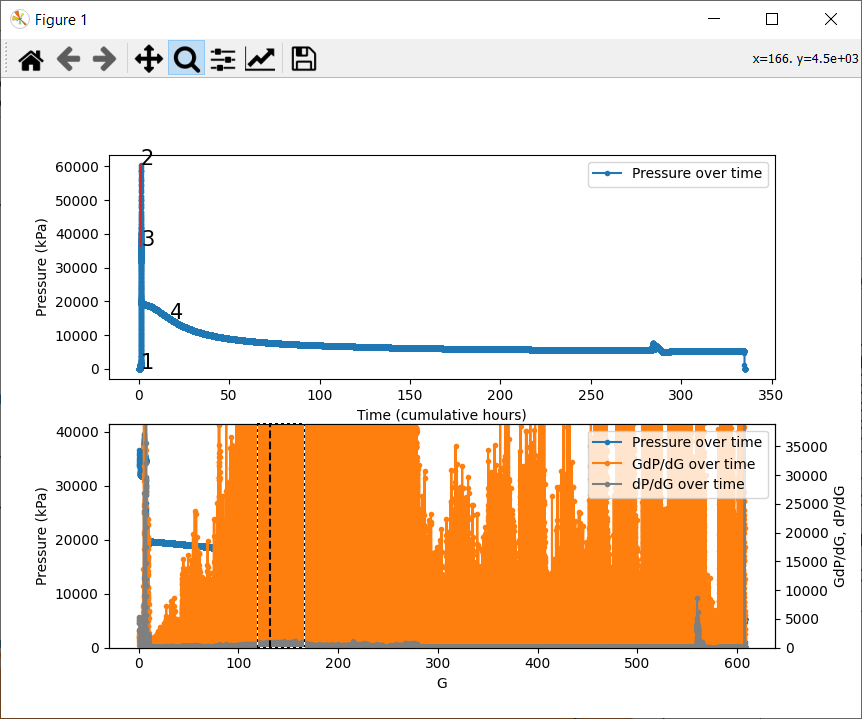 Figure 1
x=166. y=4.5e+03
2
60000
Pressure over time
50000
40000
3
30000
20000
4
10000
1
0
Pressure (kPa)
0 50 100 150 200 250 300 350
Time (cumulative hours)
40000
Pressure over time
35000
GdP/dG over time
30000
30000
dP/dG over time
25000
20000
20000
15000
10000
10000
5000
0
0
Pressure (kPa)
GdP/dG, dP/dG
0 100 200 300 400 500 600
G